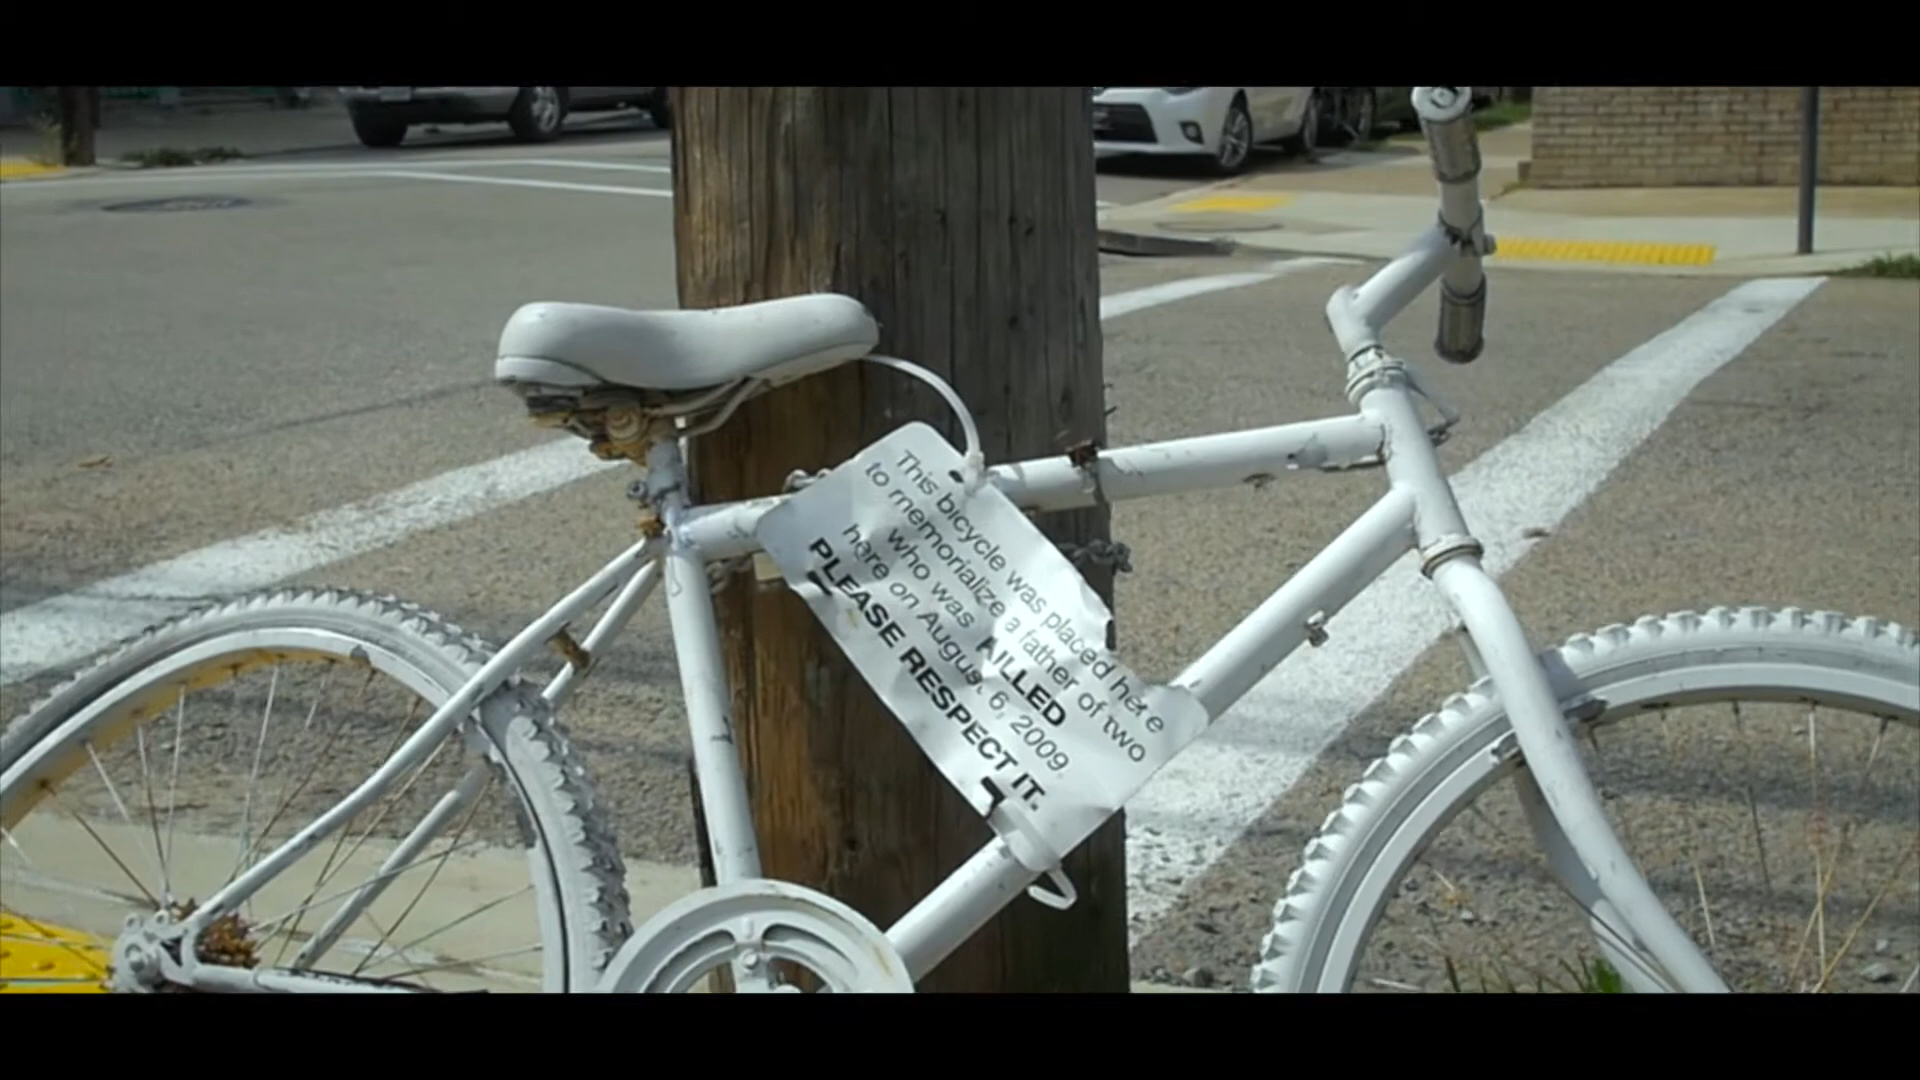 This bicycle was placed here
to memorialize a father of two
who was KILLED
here on August 6, 2009.
PLEASE RESPECT IT.